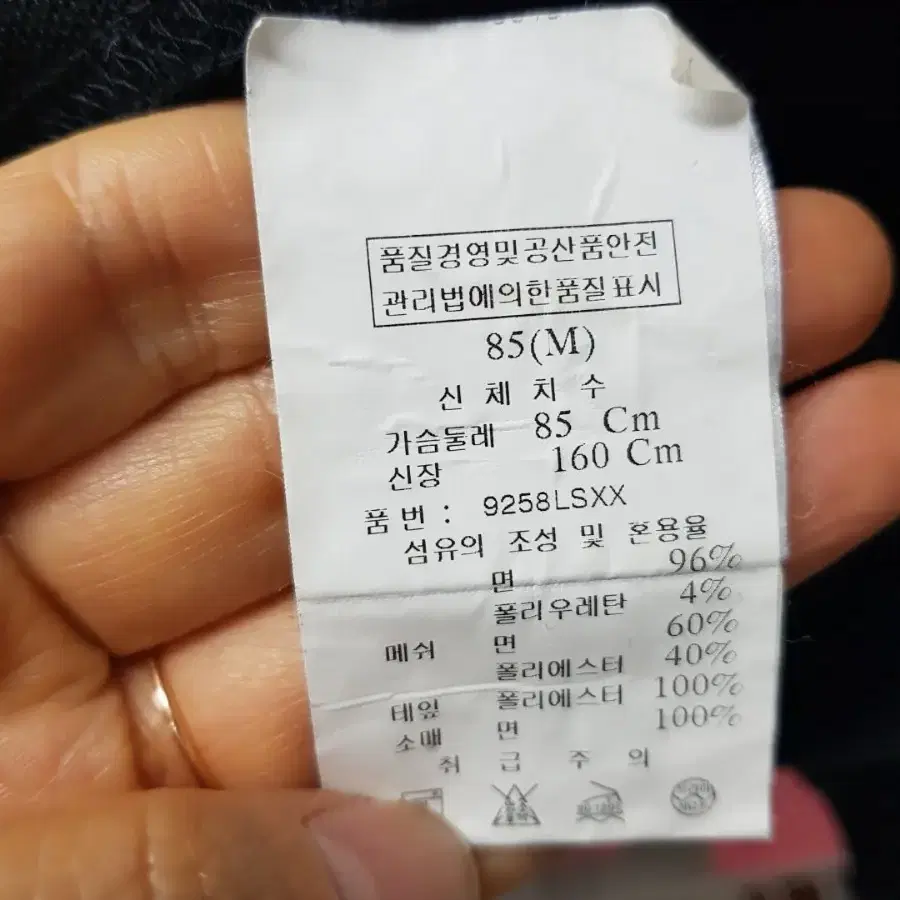 품질경영및공산품안전
관리법에의한품질표시
85(M)
신 체 치 수
가슴둘레 85 Cm
신장 160 Cm
품 번 : 9258LSXX
섬유의 조성 및 혼용율
면 96%
폴리우레탄 4%
메쉬 면 60%
폴리에스터 40%
테잎 폴리에스터 100%
소매 면 100%
취 급 주 의